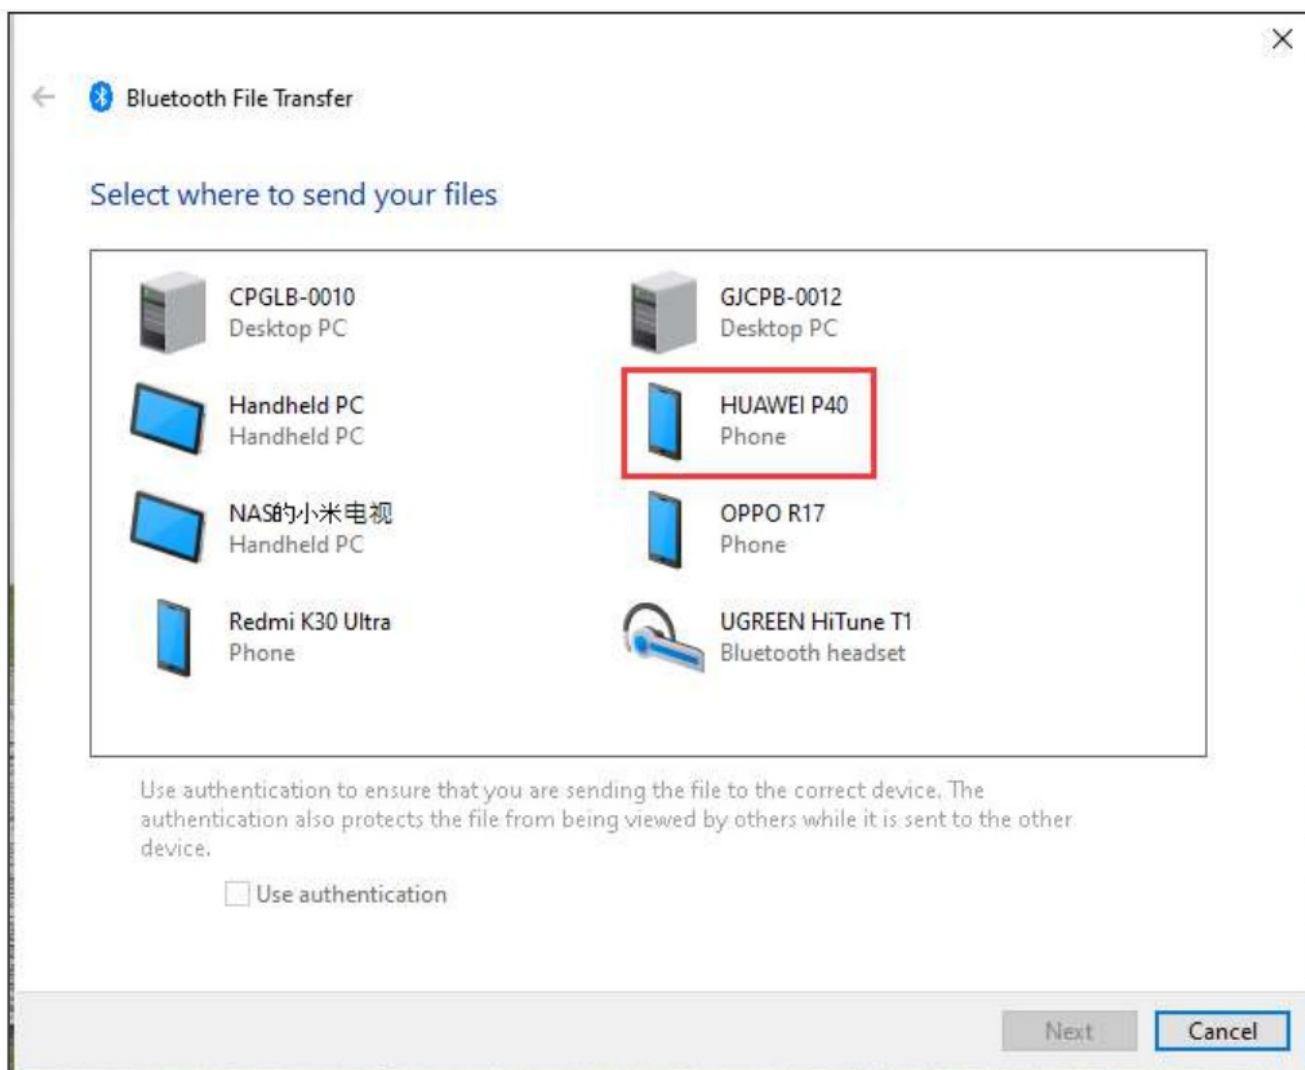 Bluetooth File Transfer
Select where to send your files
CPGLB-0010
Desktop PC
GJCPB-0012
Desktop PC
Handheld PC
Handheld PC
HUAWEI P40
Phone
NAS的小米电视
Handheld PC
OPPO R17
Phone
Redmi K30 Ultra
Phone
UGREEN HiTune T1
Bluetooth headset
Use authentication to ensure that you are sending the file to the correct device. The
authentication also protects the file from being viewed by others while it is sent to the other
device.
Use authentication
Next
Cancel